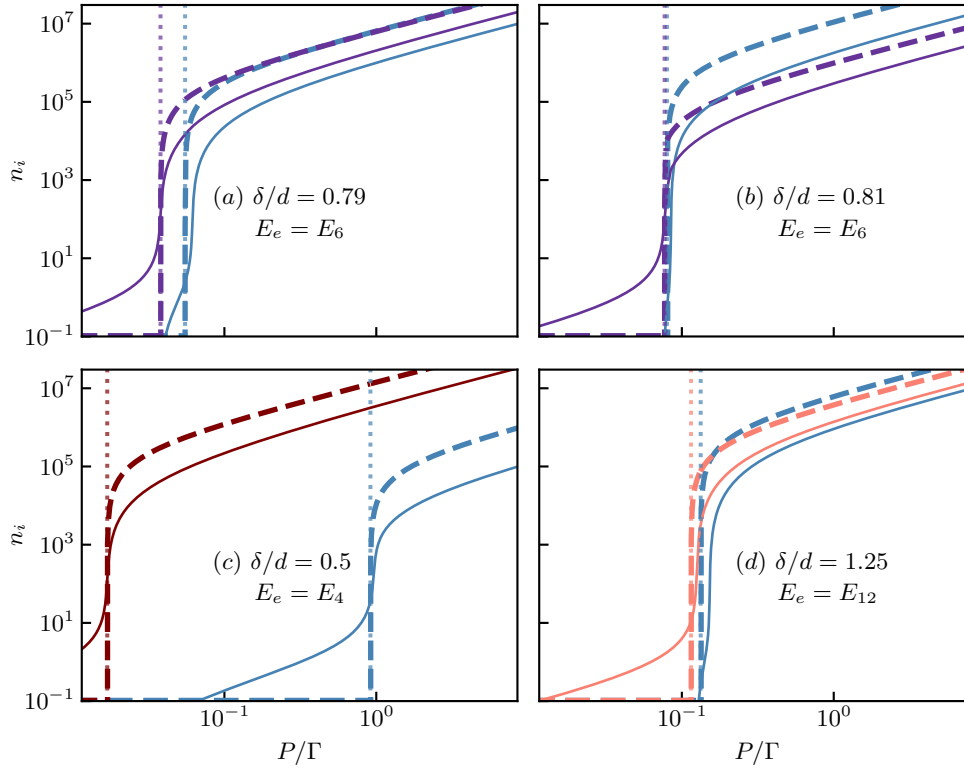 10^7
10^5
n_i
10^3
(a) δ/d = 0.79
(b) δ/d = 0.81
E_e = E_6
E_e = E_6
10^1
10^−1
10^7
10^5
n_i
10^3
(c) δ/d = 0.5
(d) δ/d = 1.25
E_e = E_4
E_e = E_12
10^1
10^−1
10^−1
10^0
10^−1
10^0
P/Γ
P/Γ